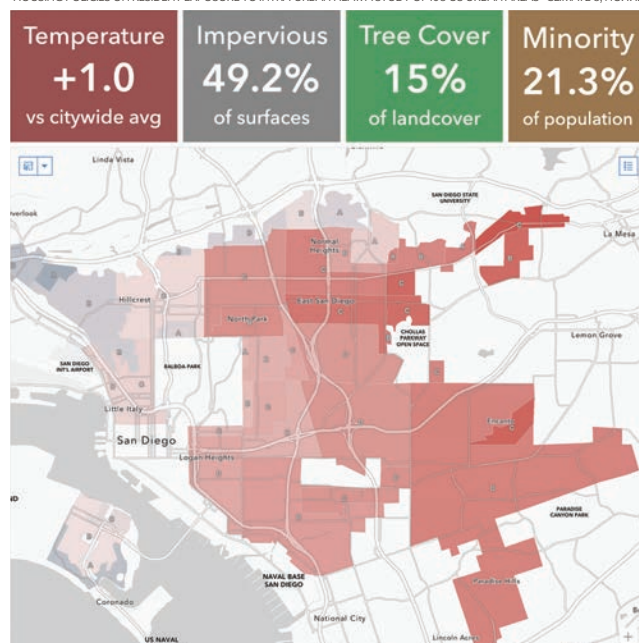 Temperature
+1.0
vs citywide avg
Impervious
49.2%
of surfaces
Tree Cover
15%
of landcover
Minority
21.3%
of population
Linda Vista
SAN DIEGO STATE
UNIVERSITY
La Mesa
Overlook
Normal
Heights
Hillcrest
East San Diego
North Park
CHOLLAS
PARKWAY
OPEN SPACE
Lemon Grove
SAN DIEGO
INT'L AIRPORT
BALBOA PARK
Little Italy
San Diego
Encanto
Logan Heights
PARADISE
CANYON PARK
NAVAL BASE
SAN DIEGO
Paradise Hills
Coronado
National City
US NAVAL
Lincoln Acres